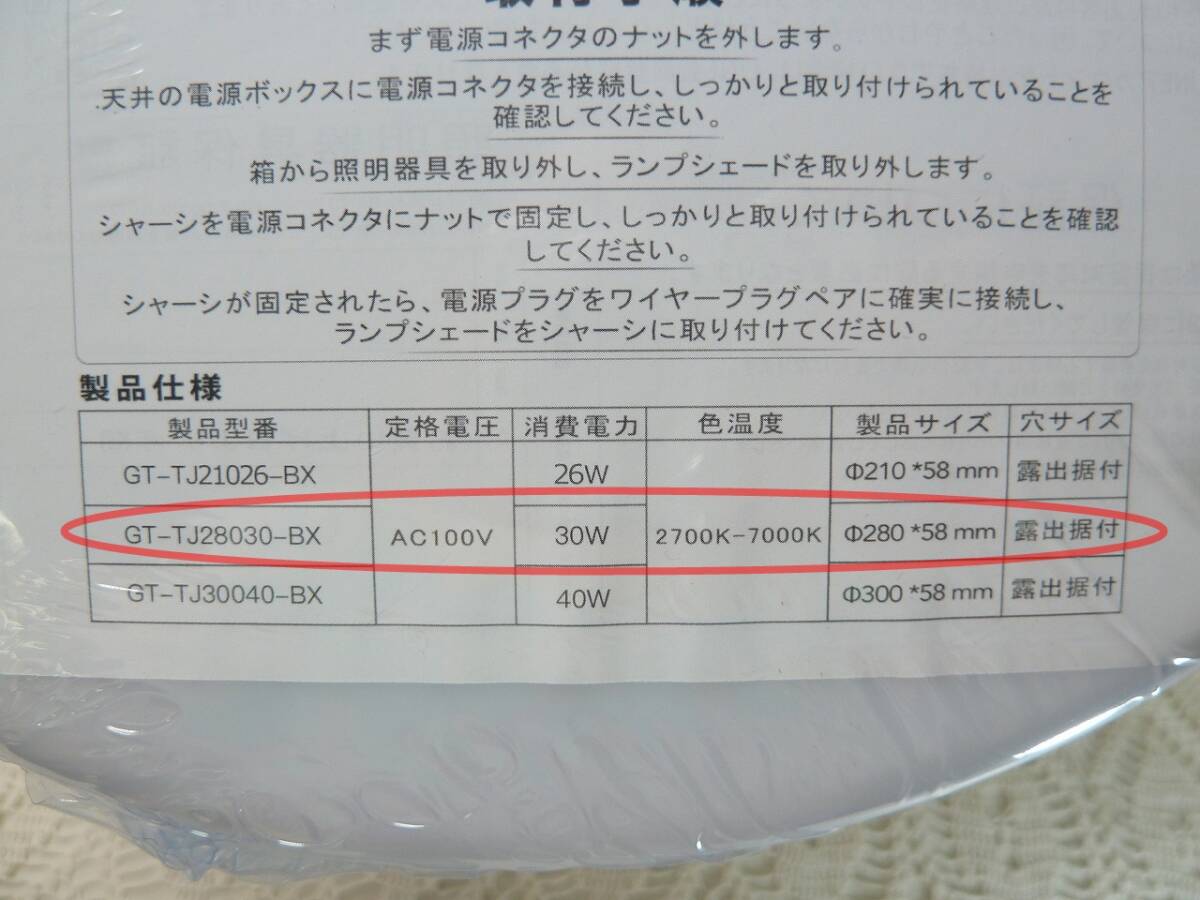 まず電源コネクタのナットを外します。
天井の電源ボックスに電源コネクタを接続し、しっかりと取り付けられていることを
確認してください。
箱から照明器具を取り外し、ランプシェードを取り外します。
シャーシを電源コネクタにナットで固定し、しっかりと取り付けられていることを確認
してください。
シャーシが固定されたら、電源プラグをワイヤープラグペアに確実に接続し、
ランプシェードをシャーシに取り付けてください。
製品仕様
製品型番 定格電圧 消費電力 色温度 製品サイズ 穴サイズ
GT-TJ21026-BX 26W Φ210 *58 mm 露出据付
GT-TJ28030-BX AC100V 30W 2700K-7000K Φ280 *58 mm 露出据付
GT-TJ30040-BX 40W Φ300 *58 mm 露出据付